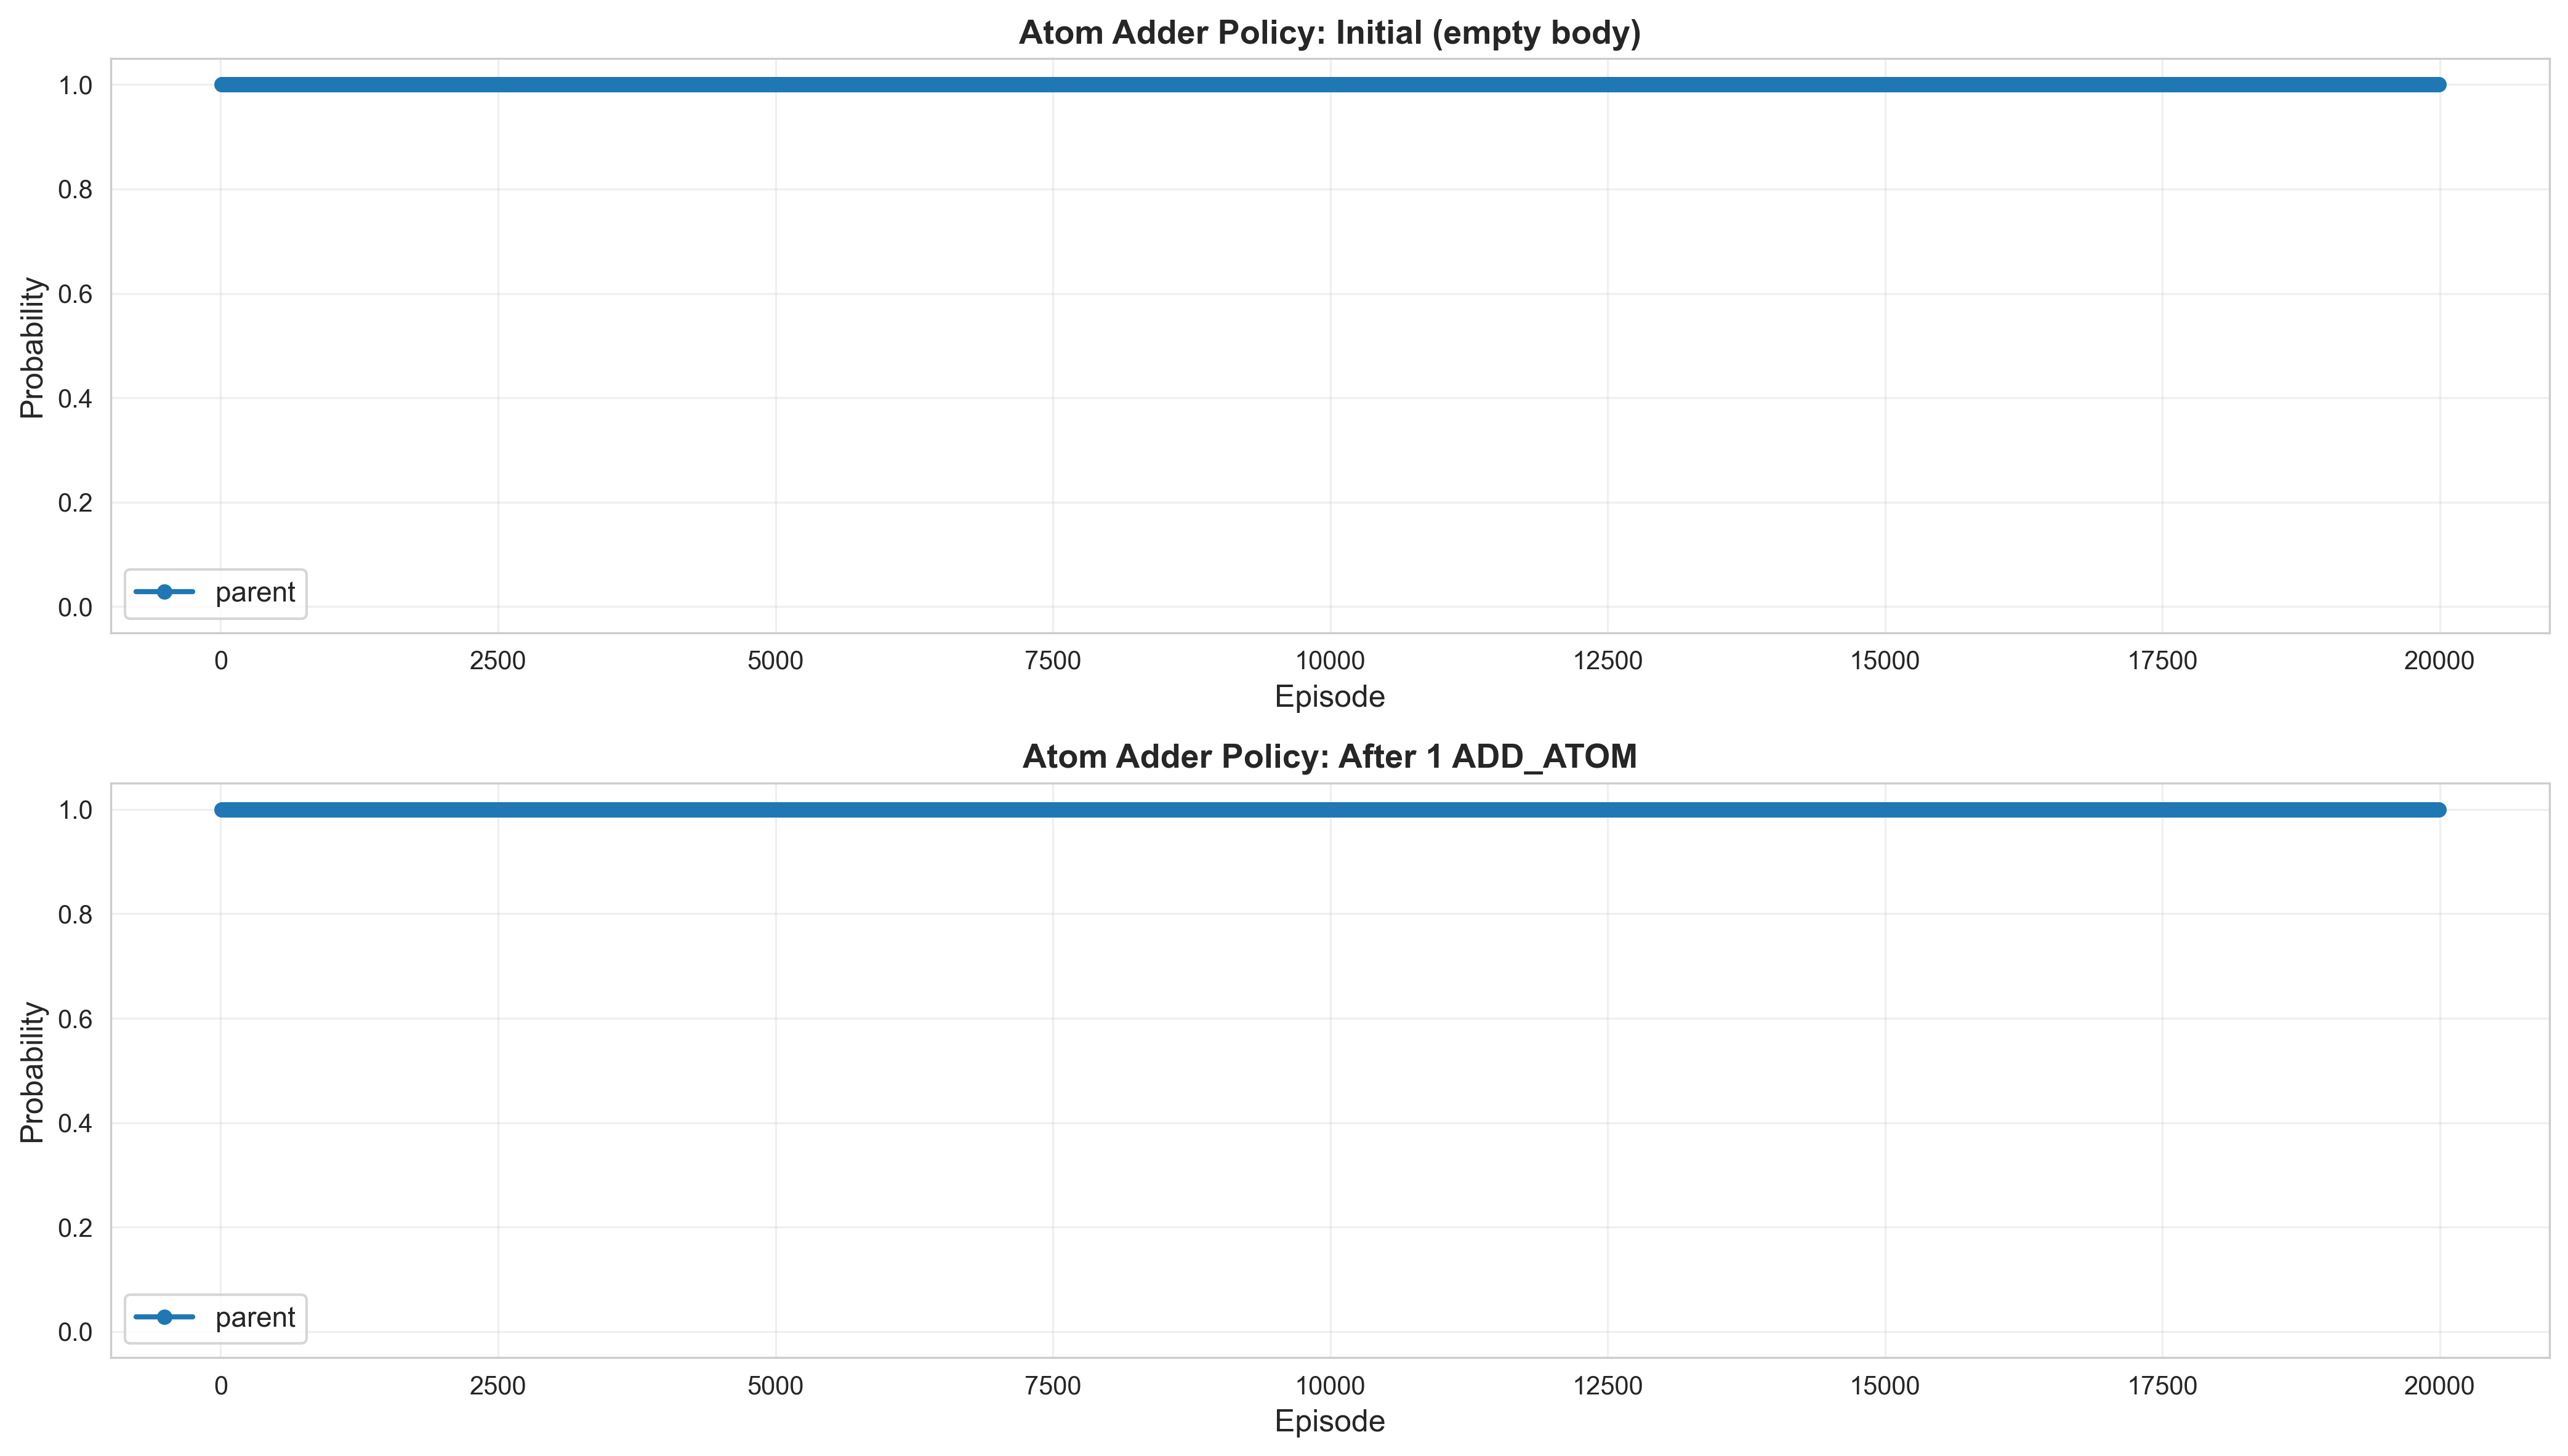 Atom Adder Policy: Initial (empty body)
1.0
0.8
0.6
0.4
0.2
0.0
Probability
parent
0 2500 5000 7500 10000 12500 15000 17500 20000
Episode
Atom Adder Policy: After 1 ADD_ATOM
1.0
0.8
0.6
0.4
0.2
0.0
Probability
parent
0 2500 5000 7500 10000 12500 15000 17500 20000
Episode